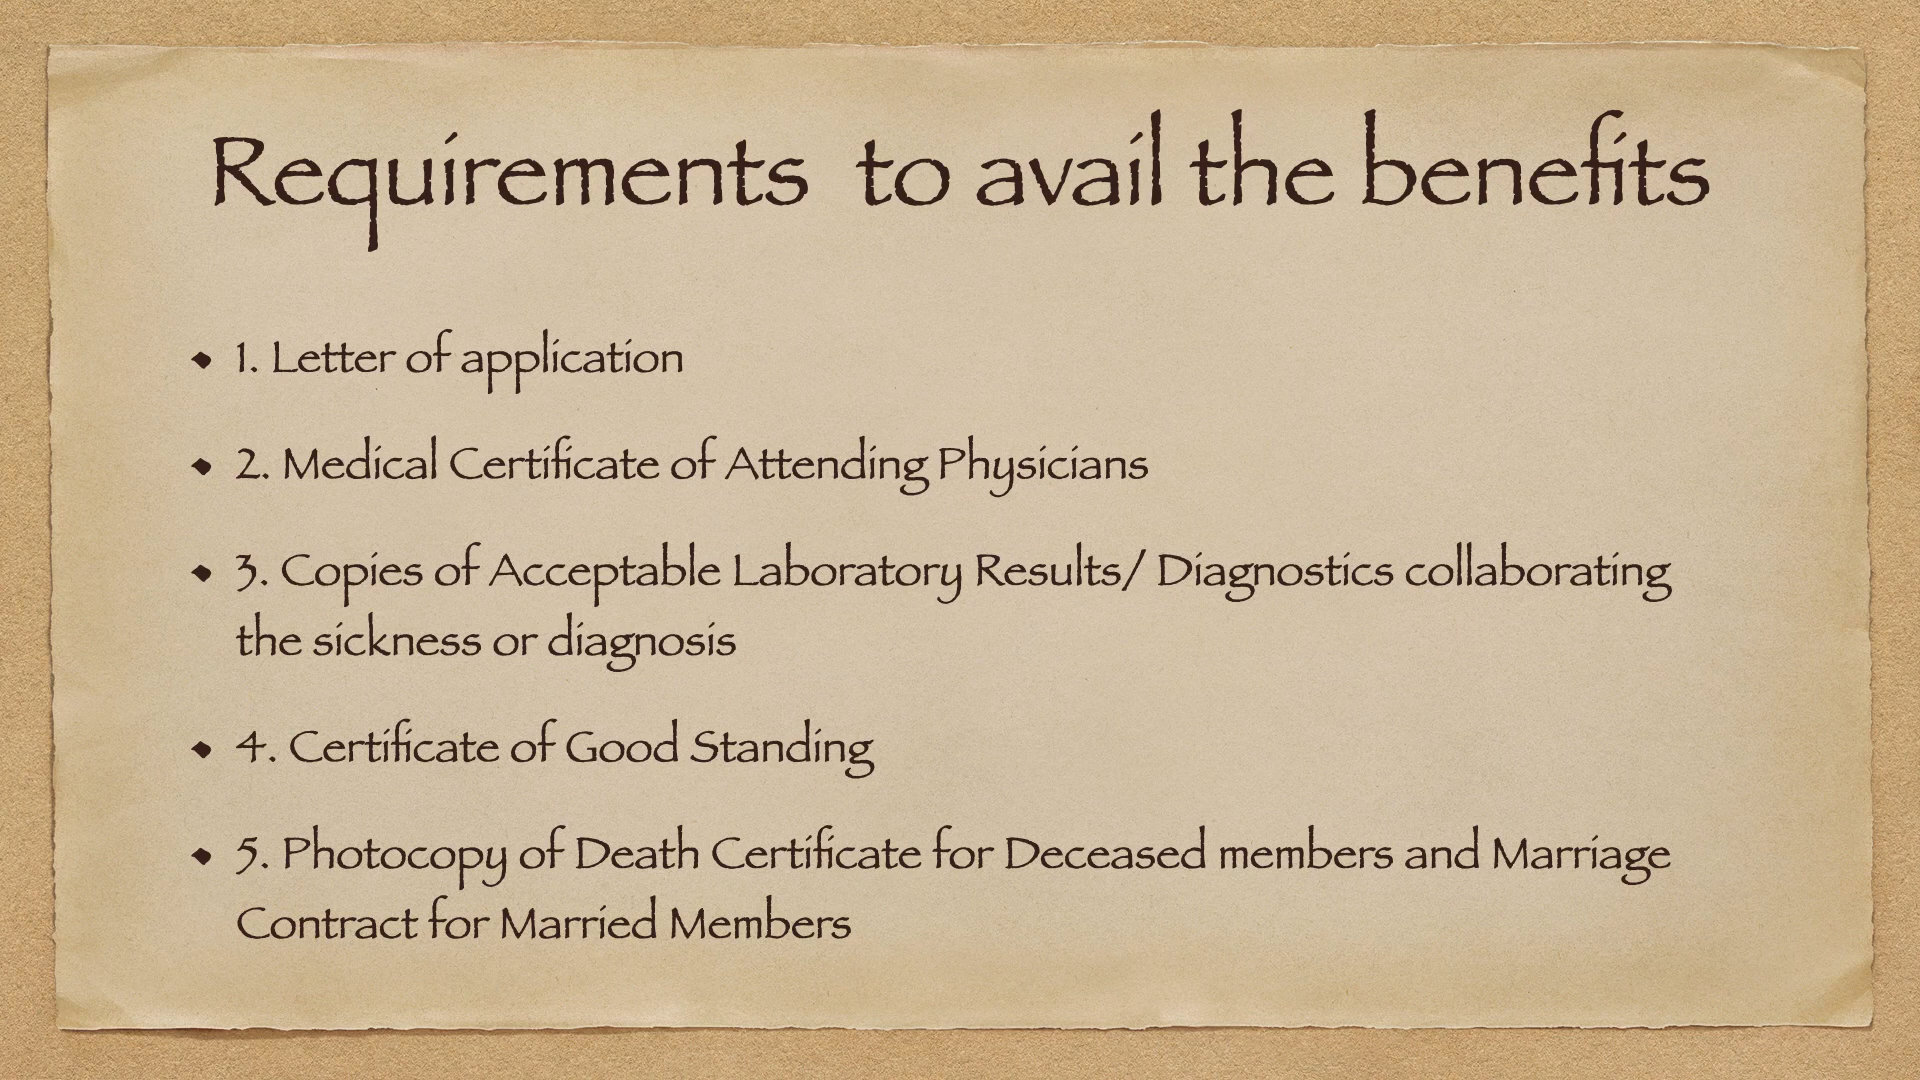 Requirements  to avail the benefits
• 1. Letter of application
• 2. Medical Certificate of Attending Physicians
• 3. Copies of Acceptable Laboratory Results/ Diagnostics collaborating
the sickness or diagnosis
• 4. Certificate of Good Standing
• 5. Photocopy of Death Certificate for Deceased members and Marriage
Contract for Married Members